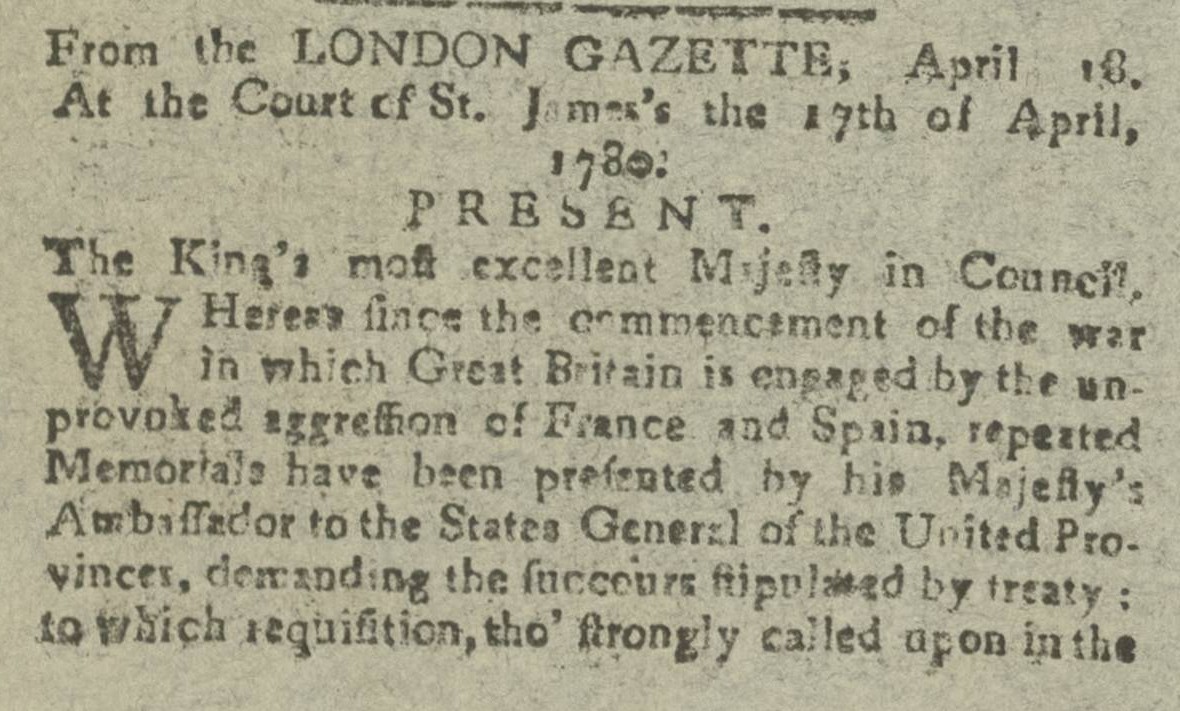 From the LONDON GAZETTE, April 18.
At the Court of St. James's the 17th of April,
1780:
PRESENT.
The King's moſt excellent Majeſty in Council.
WHereas ſince the commencement of the war
in which Great Britain is engaged by the un-
provoked aggreſſion of France and Spain, repeated
Memorials have been preſented by his Majeſty's
Ambaſſador to the States General of the United Pro-
vinces, demanding the ſuccours ſtipulated by treaty;
to which requiſition, tho' ſtrongly called upon in the